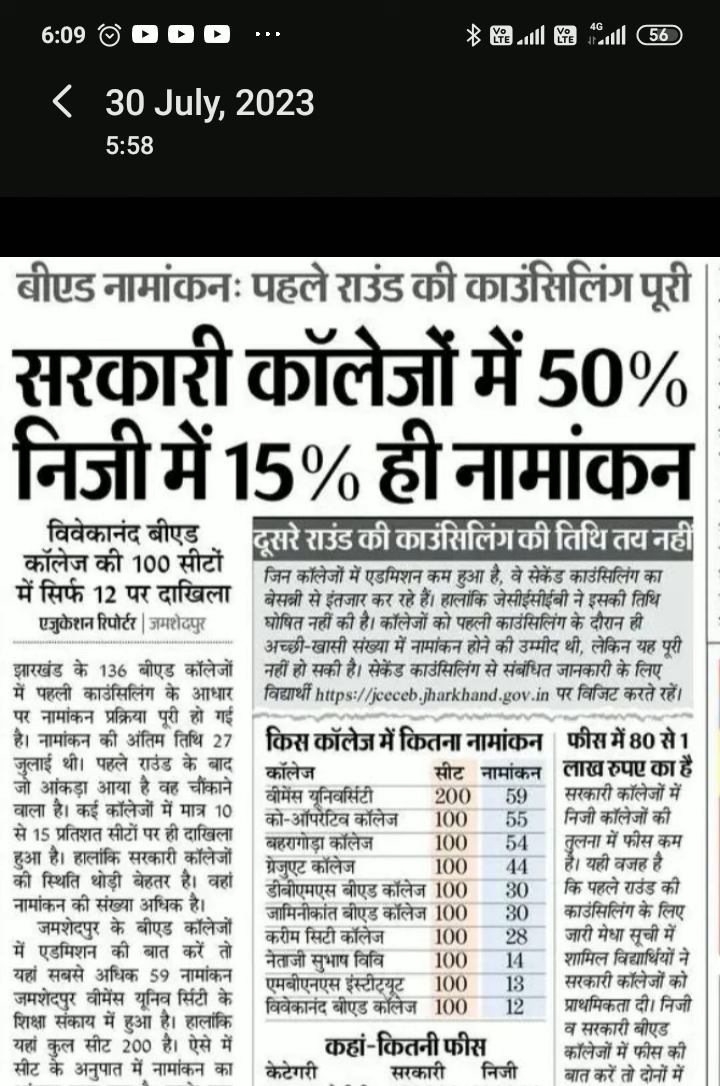 6:09 ... 4G 56
Vo LTE Vo LTE
30 July, 2023
5:58
बीएड नामांकनः पहले राउंड की काउंसिलिंग पूरी
सरकारी कॉलेजों में 50%
निजी में 15% ही नामांकन
विवेकानंद बीएड
कॉलेज की 100 सीटों
में सिर्फ 12 पर दाखिला
एजुकेशन रिपोर्टर | जमशेदपुर
झारखंड के 136 बीएड कॉलेजों
में पहली काउंसिलिंग के आधार
पर नामांकन प्रक्रिया पूरी हो गई
है। नामांकन की अंतिम तिथि 27
जुलाई थी। पहले राउंड के बाद
जो आंकड़ा आया है वह चौंकाने
वाला है। कई कॉलेजों में मात्र 10
से 15 प्रतिशत सीटों पर ही दाखिला
हुआ है। हालांकि सरकारी कॉलेजों
की स्थिति थोड़ी बेहतर है। वहां
नामांकन की संख्या अधिक है।
जमशेदपुर के बीएड कॉलेजों
में एडमिशन की बात करें तो
यहां सबसे अधिक 59 नामांकन
जमशेदपुर वीमेंस यूनिव र्सिटी के
शिक्षा संकाय में हुआ है। हालांकि
यहां कुल सीट 200 है। ऐसे में
सीट के अनुपात में नामांकन का
दूसरे राउंड की काउंसिलिंग की तिथि तय नहीं
जिन कॉलेजों में एडमिशन कम हुआ है, वे सेकेंड काउंसिलिंग का
बेसब्री से इंतजार कर रहे हैं। हालांकि जेसीईसीईबी ने इसकी तिथि
घोषित नहीं की है। कॉलेजों को पहली काउंसिलिंग के दौरान ही
अच्छी-खासी संख्या में नामांकन होने की उम्मीद थी, लेकिन यह पूरी
नहीं हो सकी है। सेकेंड काउंसिलिंग से संबंधित जानकारी के लिए
विद्यार्थी https://jceceb.jharkhand.gov.in पर विजिट करते रहें।
किस कॉलेज में कितना नामांकन
कॉलेज सीट नामांकन
वीमेंस यूनिवर्सिटी 200 59
को-ऑपरेटिव कॉलेज 100 55
बहरागोड़ा कॉलेज 100 54
ग्रेजुएट कॉलेज 100 44
डीबीएमएस बीएड कॉलेज 100 30
जामिनीकांत बीएड कॉलेज 100 30
करीम सिटी कॉलेज 100 28
नेताजी सुभाष विवि 100 14
एमबीएनएस इंस्टीट्यूट 100 13
विवेकानंद बीएड कॉलेज 100 12
कहां-कितनी फीस
केटेगरी सरकारी निजी
फीस में 80 से 1
लाख रुपए का है
सरकारी कॉलेजों में
निजी कॉलेजों की
तुलना में फीस कम
है। यही वजह है
कि पहले राउंड की
काउंसिलिंग के लिए
जारी मेधा सूची में
शामिल विद्यार्थियों ने
सरकारी कॉलेजों को
प्राथमिकता दी। निजी
व सरकारी बीएड
कॉलेजों में फीस की
बात करें तो दोनों में